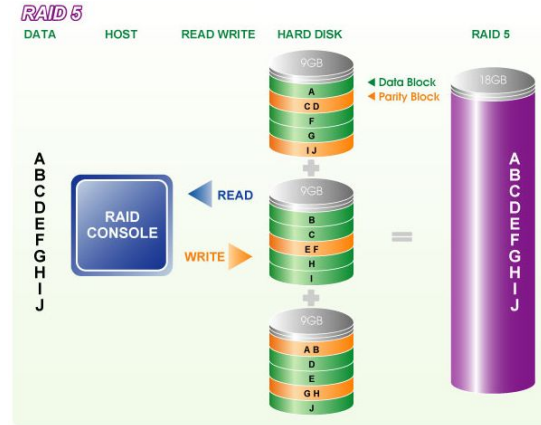 RAID 5
DATA HOST READ WRITE HARD DISK RAID 5
9GB
A
C D
F
G
I J
Data Block
Parity Block
18GB
A
B
C
D
E
F
G
H
I
J
RAID
CONSOLE
READ
WRITE
9GB
B
C
E F
H
I
9GB
A B
D
E
G H
J
A
B
C
D
E
F
G
H
I
J